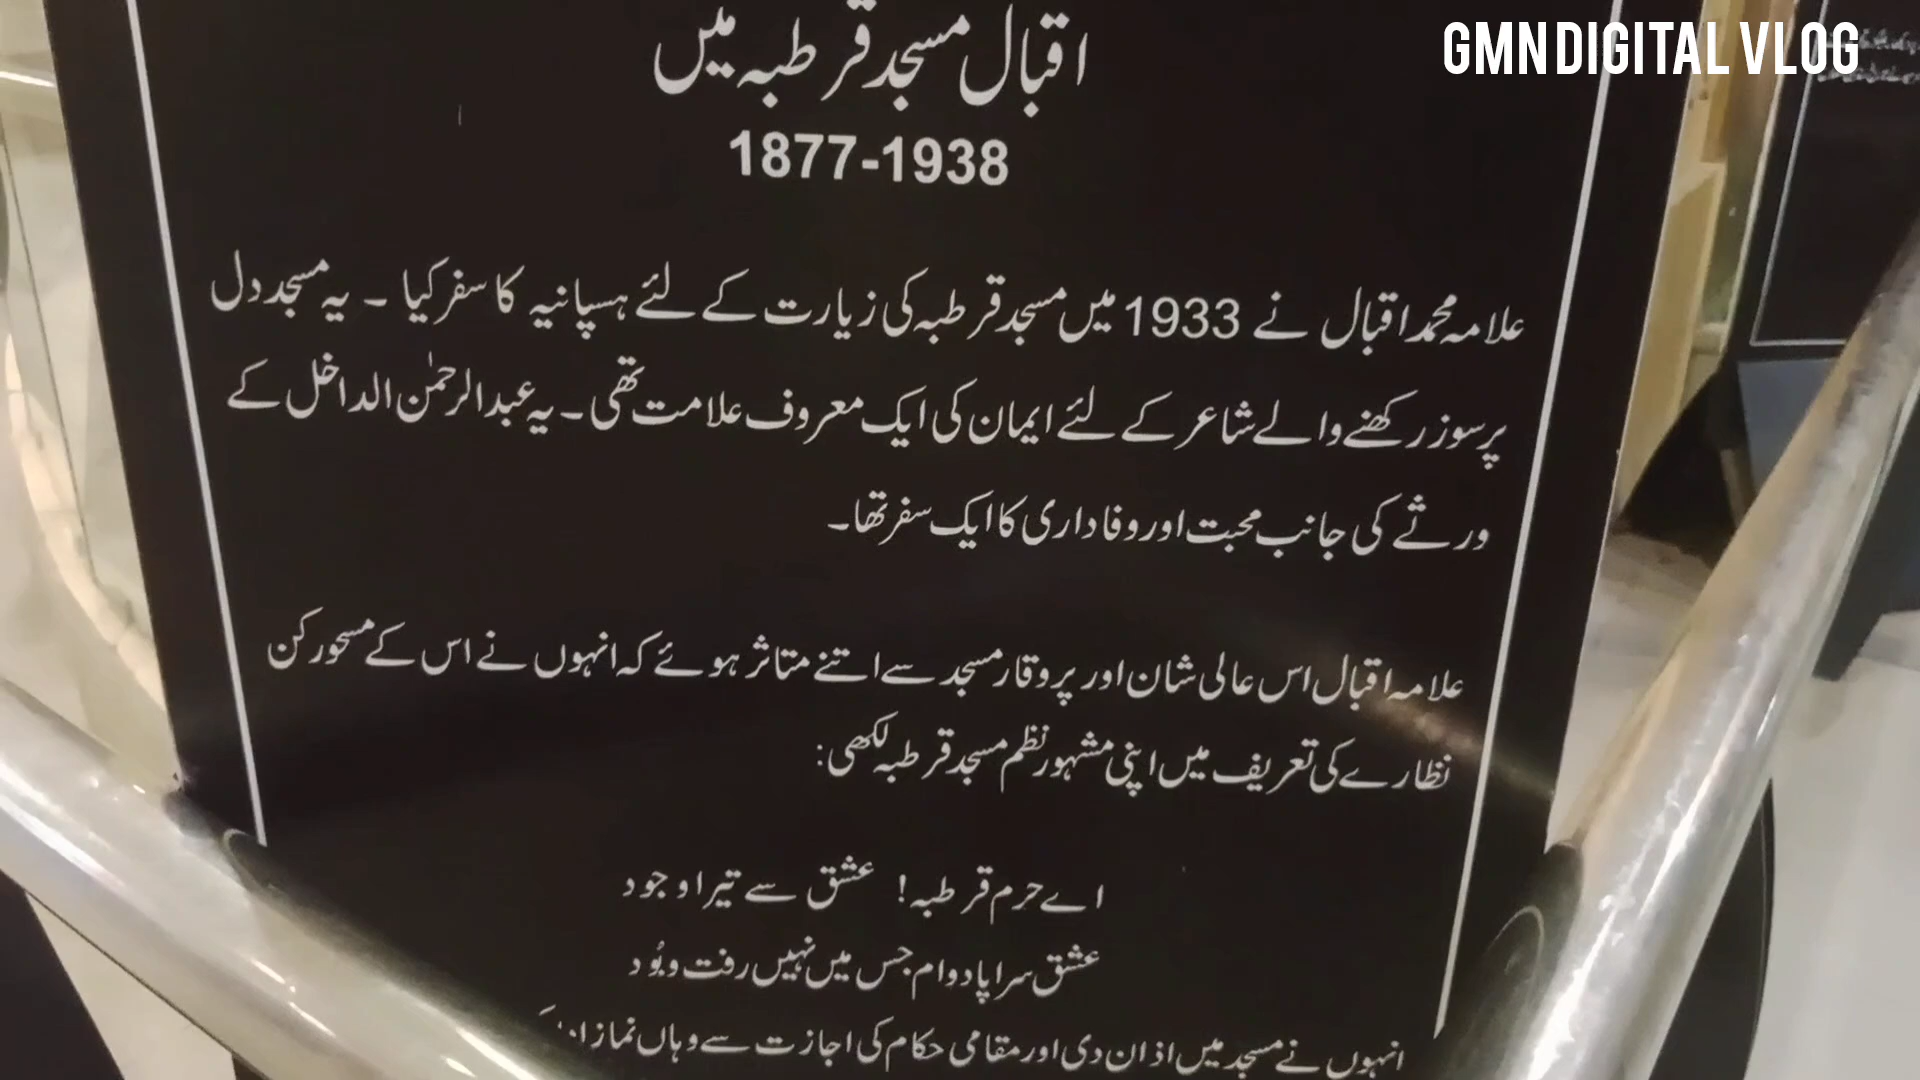 GMN DIGITAL VLOG
اقبال مسجد قرطبہ میں
1877-1938
علامہ محمد اقبال نے 1933 میں مسجد قرطبہ کی زیارت کے لئے ہسپانیہ کا سفر کیا ۔ یہ مسجد دل
پرسوز رکھنے والے شاعر کے لئے ایمان کی ایک معروف علامت تھی ۔ یہ عبدالرحمٰن الداخل کے
ورثے کی جانب محبت اور وفاداری کا ایک سفر تھا ۔
علامہ اقبال اس عالی شان اور پروقار مسجد سے اتنے متاثر ہوئے کہ انہوں نے اس کے مسحور کن
نظارے کی تعریف میں اپنی مشہور نظم مسجد قرطبہ لکھی:
اے حرم قرطبہ! عشق سے تیرا وجود
عشق سراپا دوام جس میں نہیں رفت و بُود
انہوں نے مسجد میں اذان دی اور مقامی حکام کی اجازت سے وہاں نماز